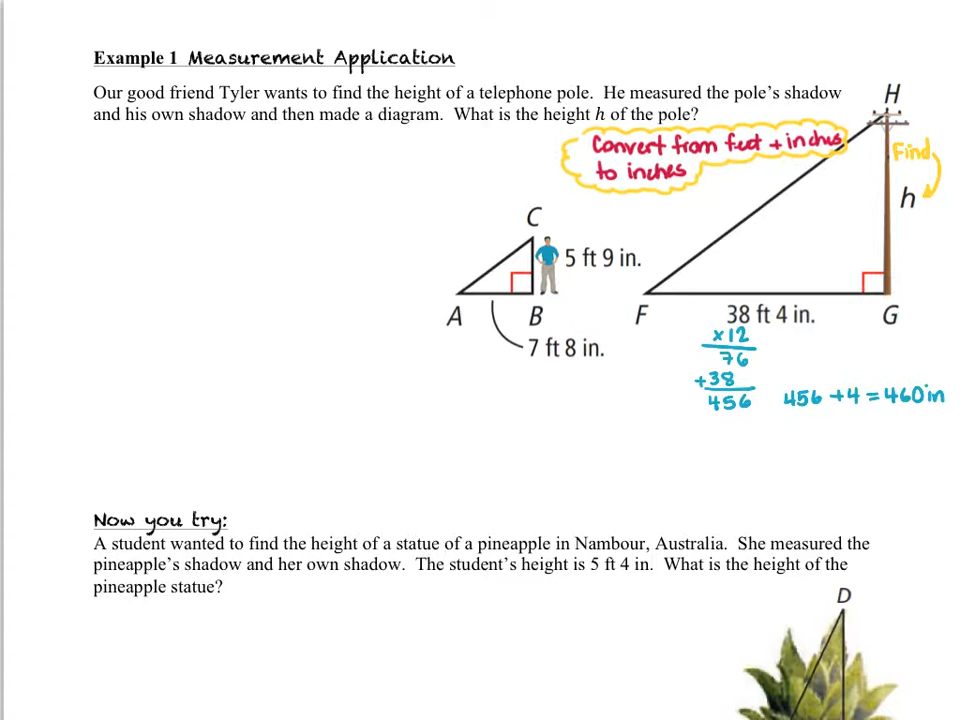 Example 1 Measurement Application
Our good friend Tyler wants to find the height of a telephone pole. He measured the pole's shadow
and his own shadow and then made a diagram. What is the height h of the pole?
H
Convert from feet + inches
to inches
Find
h
C
5 ft 9 in.
A
B
F
38 ft 4 in.
G
7 ft 8 in.
x12
76
+38
456
456 + 4 = 460in
Now you try:
A student wanted to find the height of a statue of a pineapple in Nambour, Australia. She measured the
pineapple's shadow and her own shadow. The student's height is 5 ft 4 in. What is the height of the
pineapple statue?
D